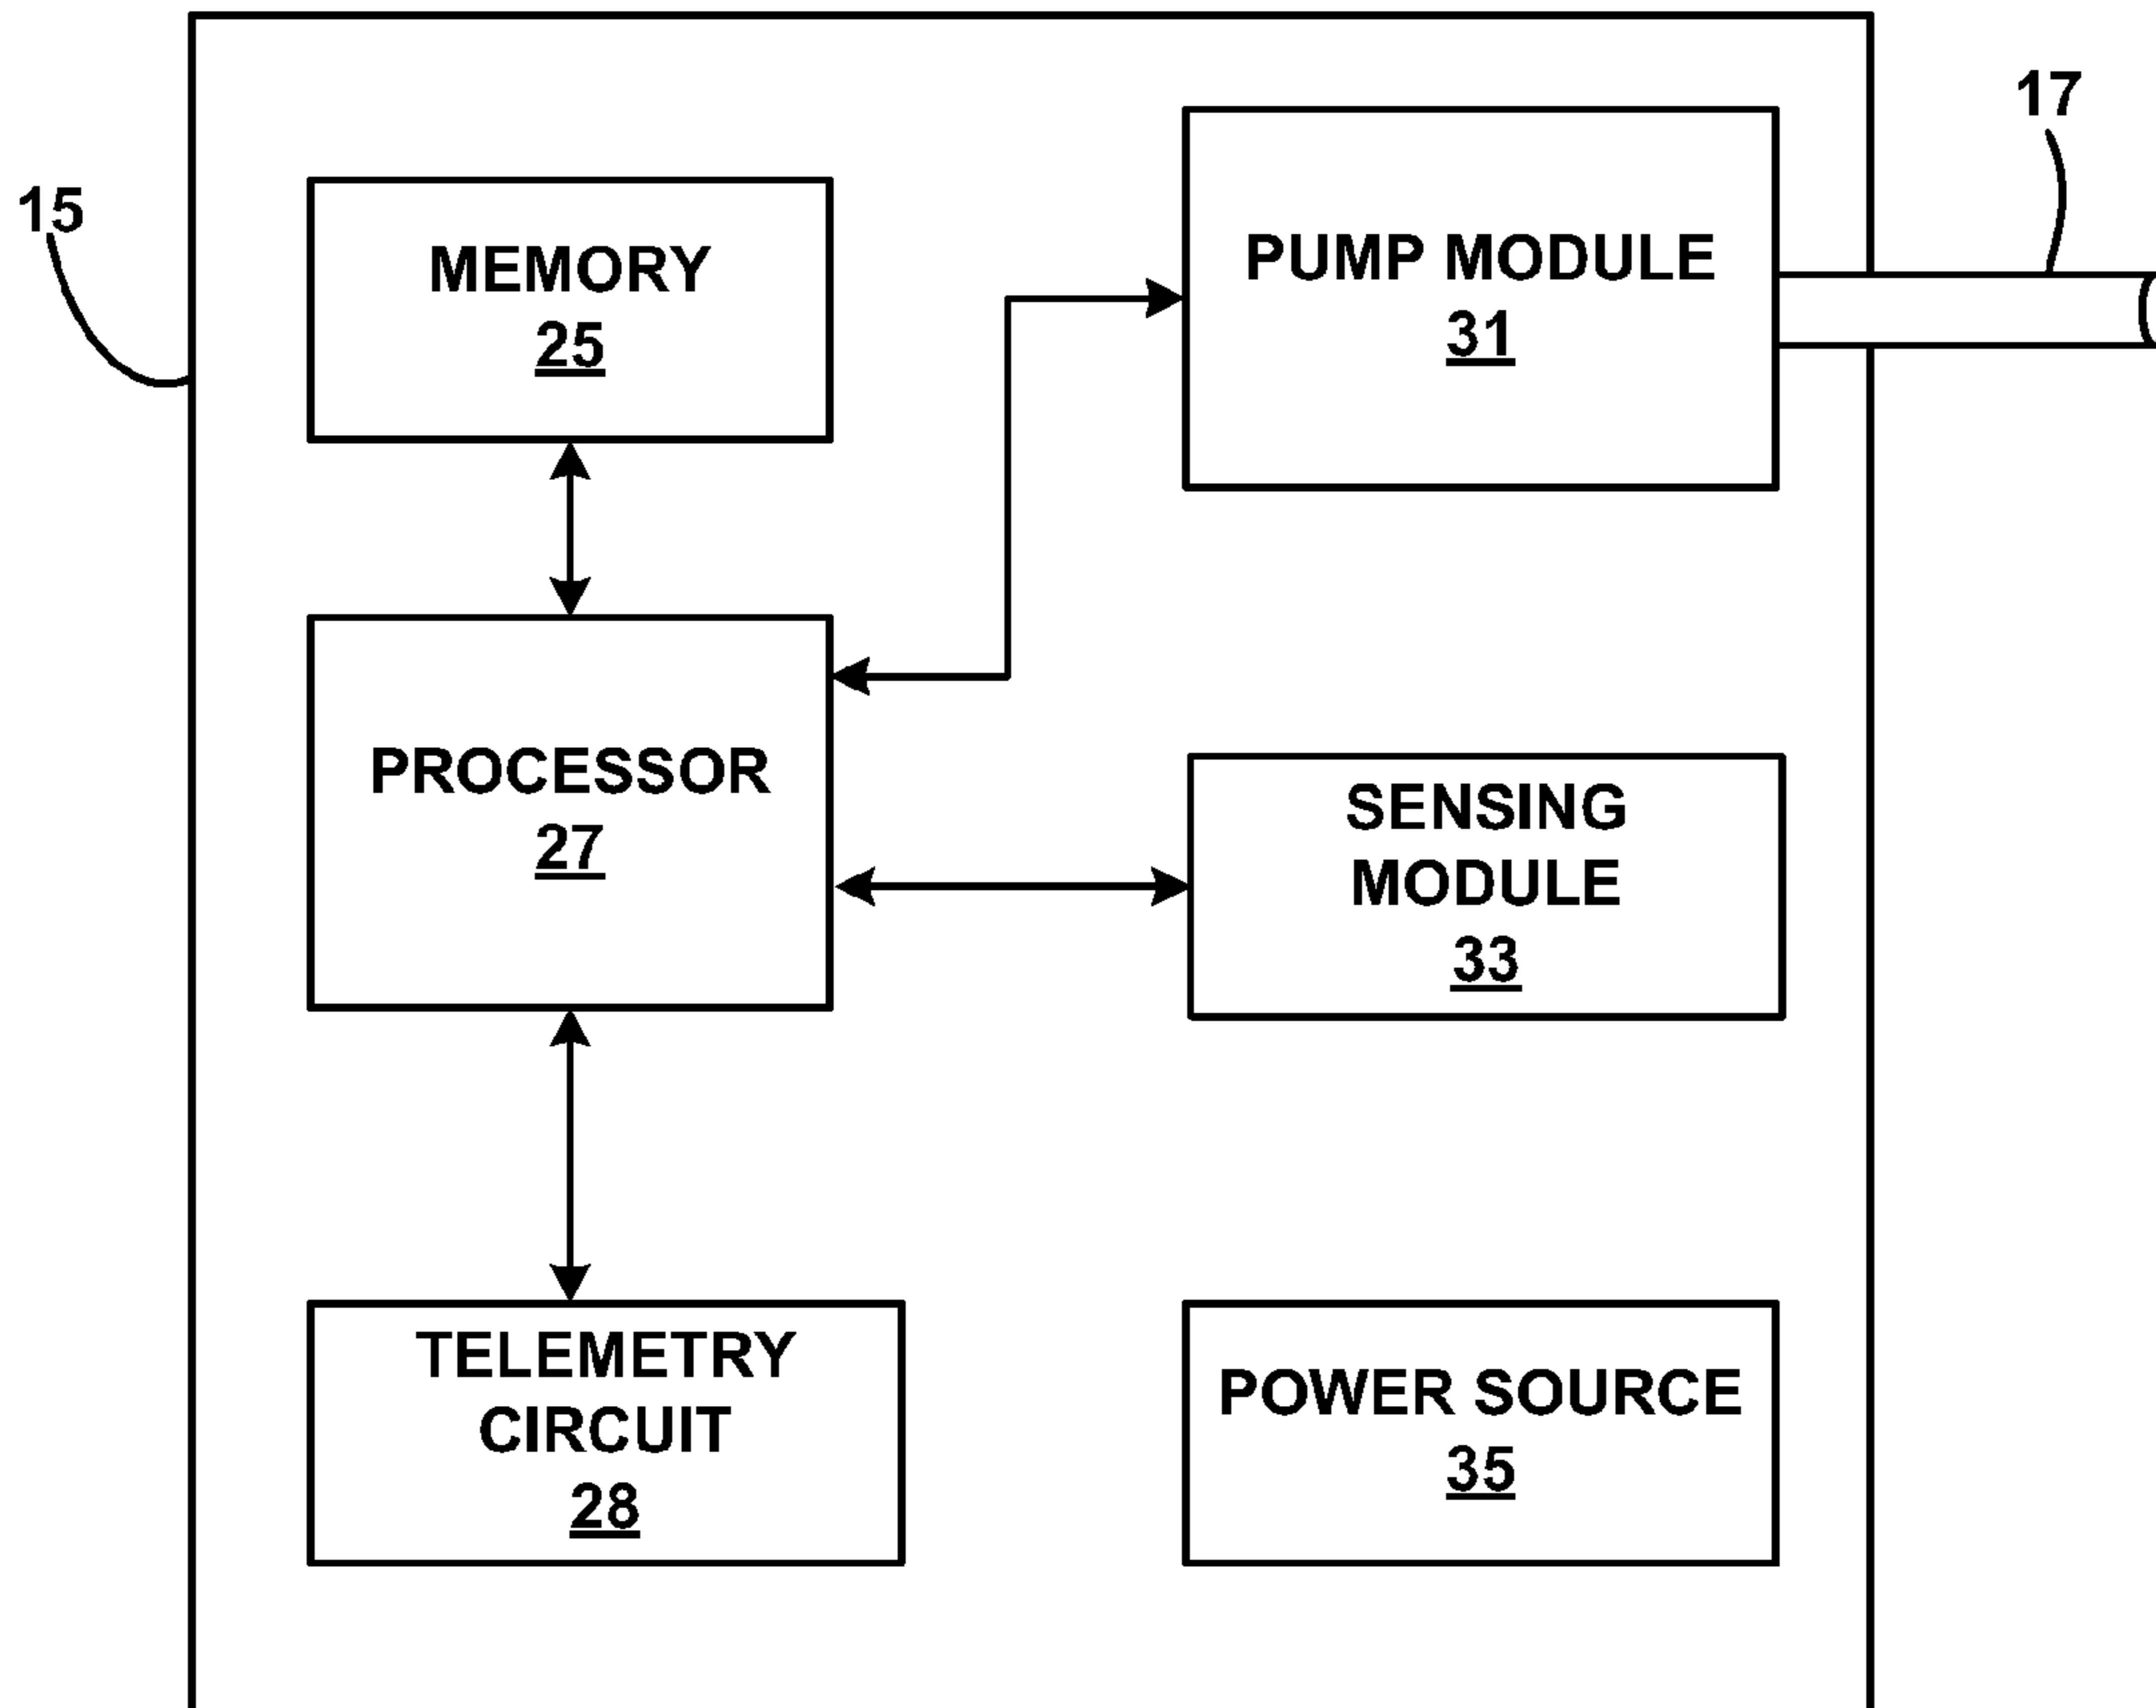 15
17
MEMORY
25
PUMP MODULE
31
PROCESSOR
27
SENSING
MODULE
33
TELEMETRY
CIRCUIT
28
POWER SOURCE
35